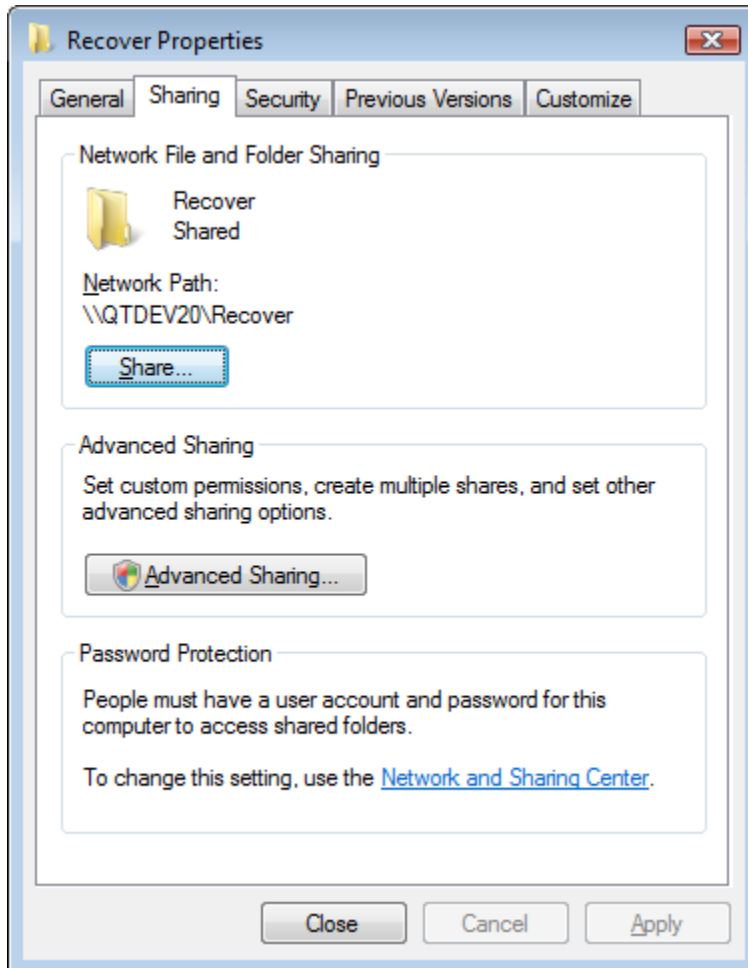 Recover Properties
General Sharing Security Previous Versions Customize
Network File and Folder Sharing
Recover
Shared
Network Path:
\\QTDEV20\Recover
Share...
Advanced Sharing
Set custom permissions, create multiple shares, and set other
advanced sharing options.
Advanced Sharing...
Password Protection
People must have a user account and password for this
computer to access shared folders.
To change this setting, use the Network and Sharing Center.
Close Cancel Apply